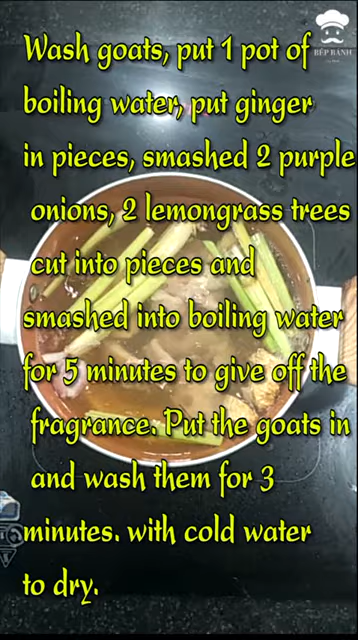 BẾP BÁNH
Wash goats, put 1 pot of
boiling water, put ginger
in pieces, smashed 2 purple
onions, 2 lemongrass trees
cut into pieces and
smashed into boiling water
for 5 minutes to give off the
fragrance. Put the goats in
and wash them for 3
minutes. with cold water
to dry.